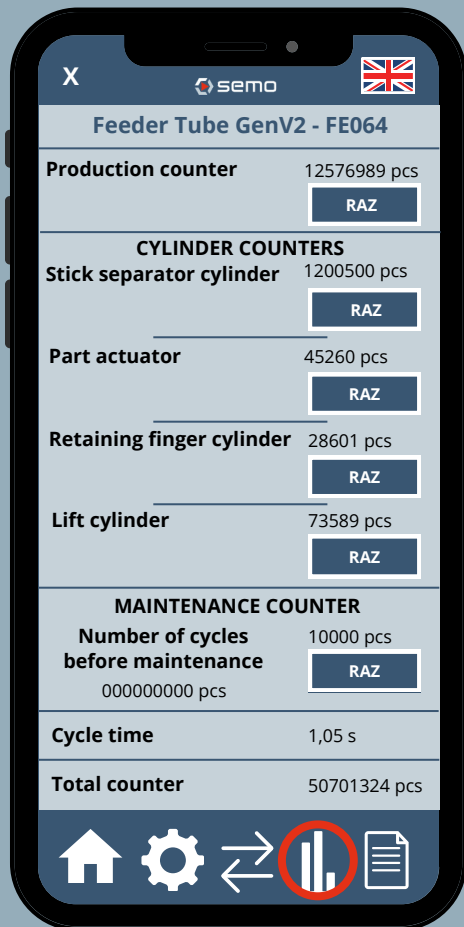 X
semo
Feeder Tube GenV2 - FE064
Production counter 12576989 pcs
RAZ
CYLINDER COUNTERS
Stick separator cylinder 1200500 pcs
RAZ
Part actuator 45260 pcs
RAZ
Retaining finger cylinder 28601 pcs
RAZ
Lift cylinder 73589 pcs
RAZ
MAINTENANCE COUNTER
Number of cycles 10000 pcs
before maintenance RAZ
000000000 pcs
Cycle time 1,05 s
Total counter 50701324 pcs